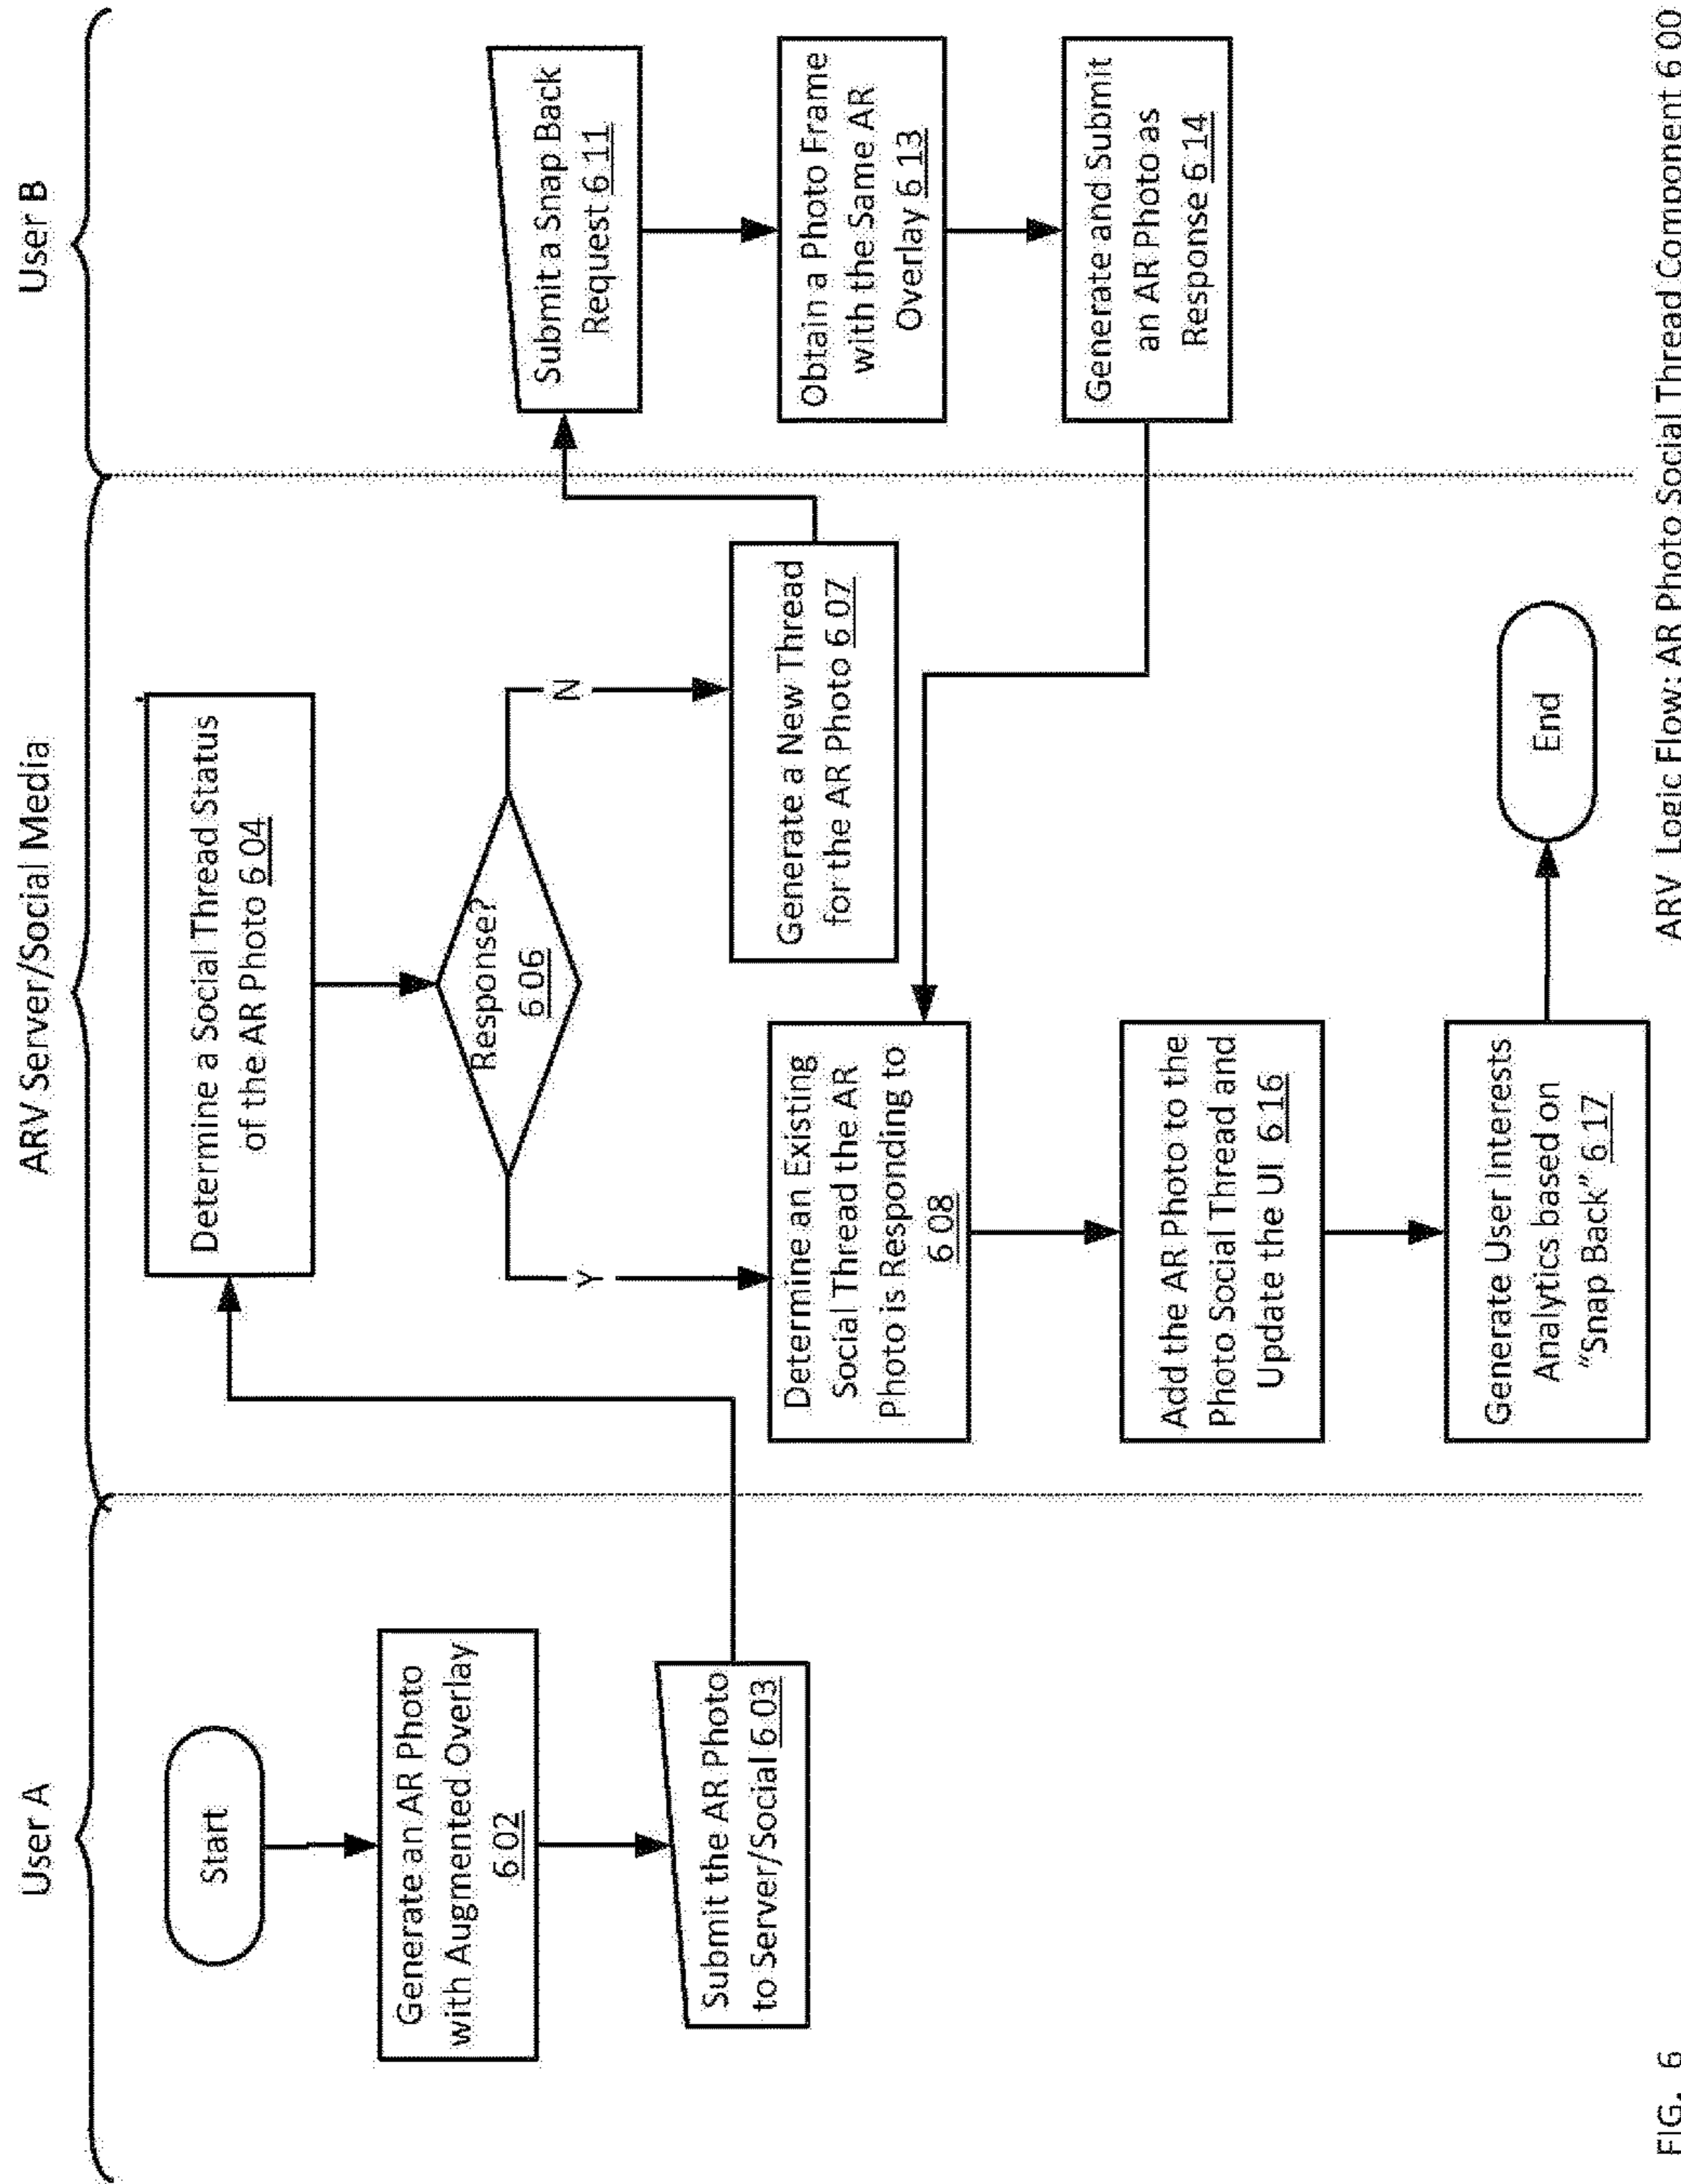 User A
ARV Server/Social Media
User B
Start
Generate an AR Photo
with Augmented Overlay
6 02
Submit the AR Photo
to Server/Social 6 03
Determine a Social Thread Status
of the AR Photo 6 04
Response?
6 06
Y
N
Generate a New Thread
for the AR Photo 6 07
Determine an Existing
Social Thread the AR
Photo is Responding to
6 08
Add the AR Photo to the
Photo Social Thread and
Update the UI 6 16
Generate User Interests
Analytics based on
“Snap Back” 6 17
End
Submit a Snap Back
Request 6 11
Obtain a Photo Frame
with the Same AR
Overlay 6 13
Generate and Submit
an AR Photo as
Response 6 14
FIG. 6
ARV Logic Flow: AR Photo Social Thread Component 6 00